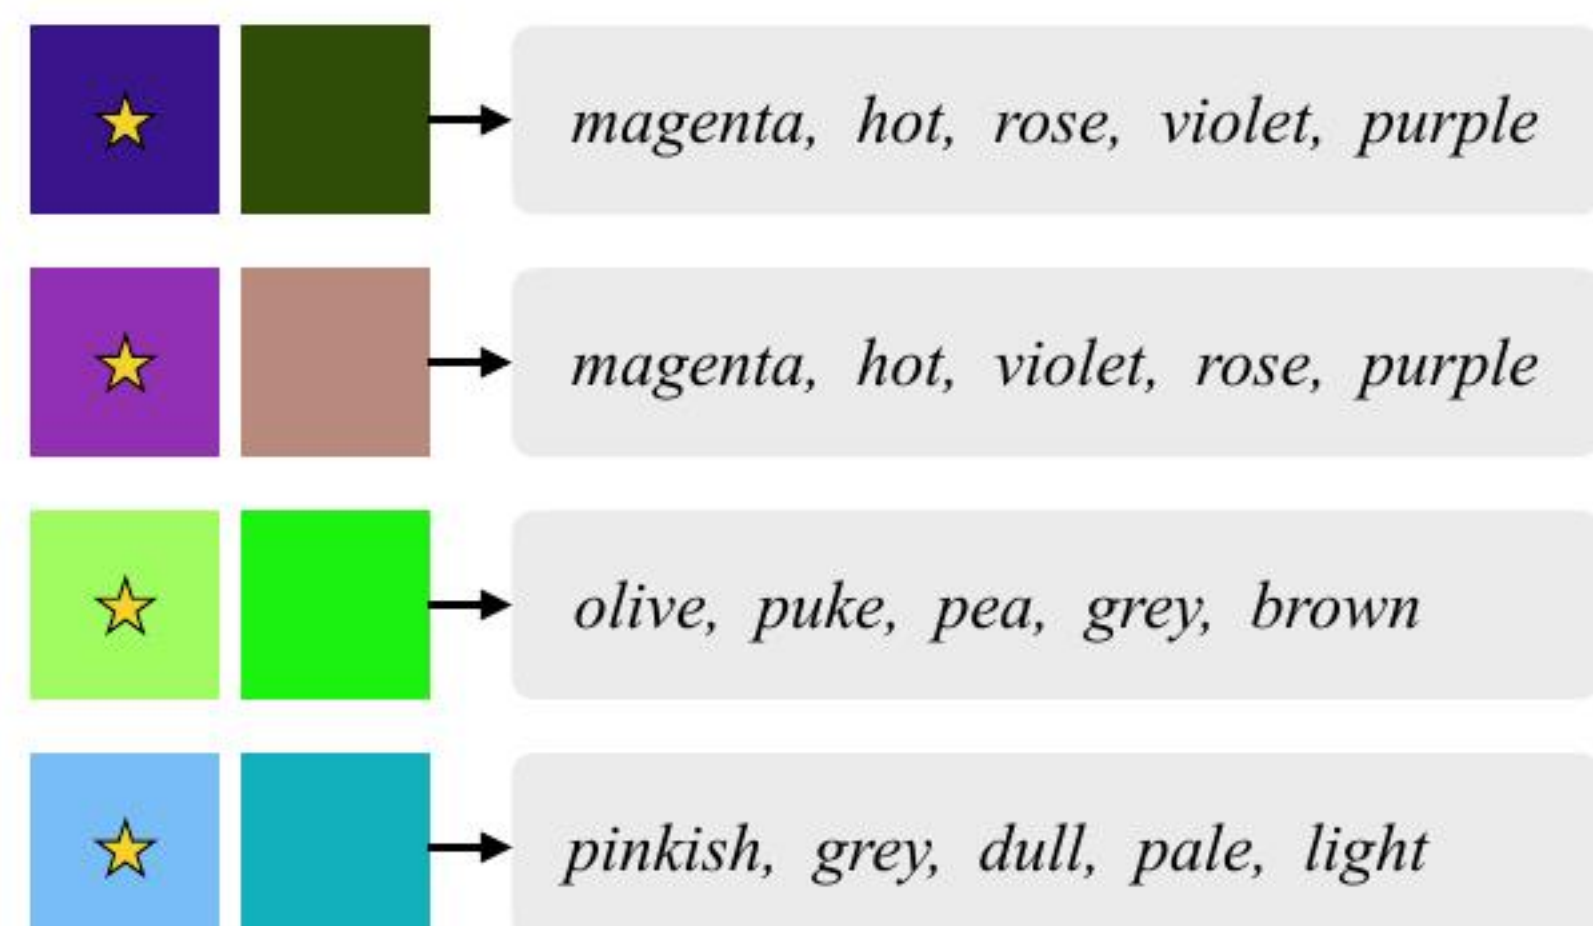 magenta, hot, rose, violet, purple
magenta, hot, violet, rose, purple
olive, puke, pea, grey, brown
pinkish, grey, dull, pale, light